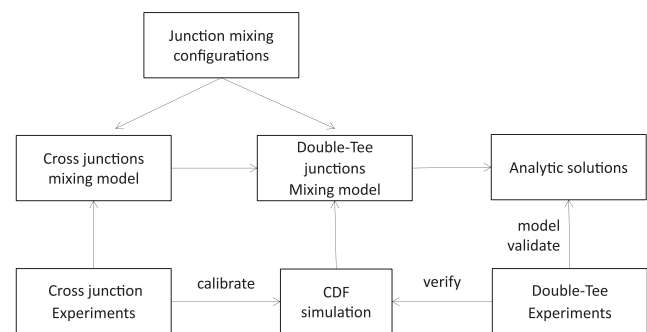 Junction mixing
configurations
Cross junctions
mixing model
Double-Tee
junctions
Mixing model
Analytic solutions
model
validate
Cross junction
Experiments
calibrate
CDF
simulation
verify
Double-Tee
Experiments